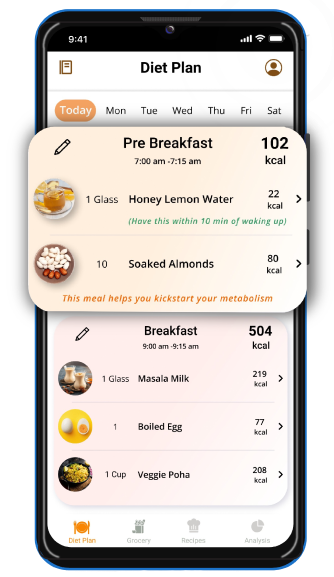 9:41
Diet Plan
Today Mon Tue Wed Thu Fri Sat
Pre Breakfast 102
7:00 am -7:15 am kcal
1 Glass Honey Lemon Water 22 kcal
(Have this within 10 min of waking up)
10 Soaked Almonds 80 kcal
This meal helps you kickstart your metabalism
Breakfast 504
9:00 am -9:15 am kcal
1 Glass Masala Milk 219 kcal
1 Boiled Egg 77 kcal
1 Cup Veggie Poha 208 kcal
Diet Plan Grocery Recipes Analysis